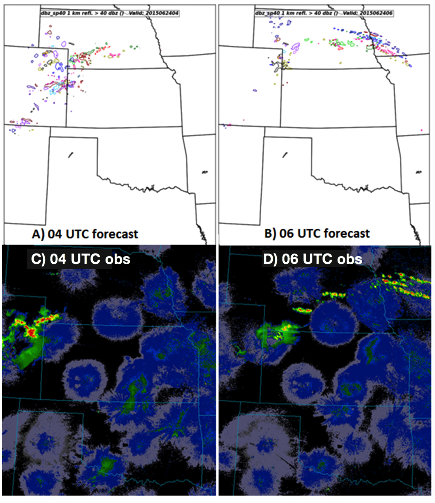 dbz_sp40 1 km refl. > 40 dbz () Valid: 2015062404
dbz_sp40 1 km refl. > 40 dbz () Valid: 2015062406
A) 04 UTC forecast
B) 06 UTC forecast
C) 04 UTC obs
D) 06 UTC obs